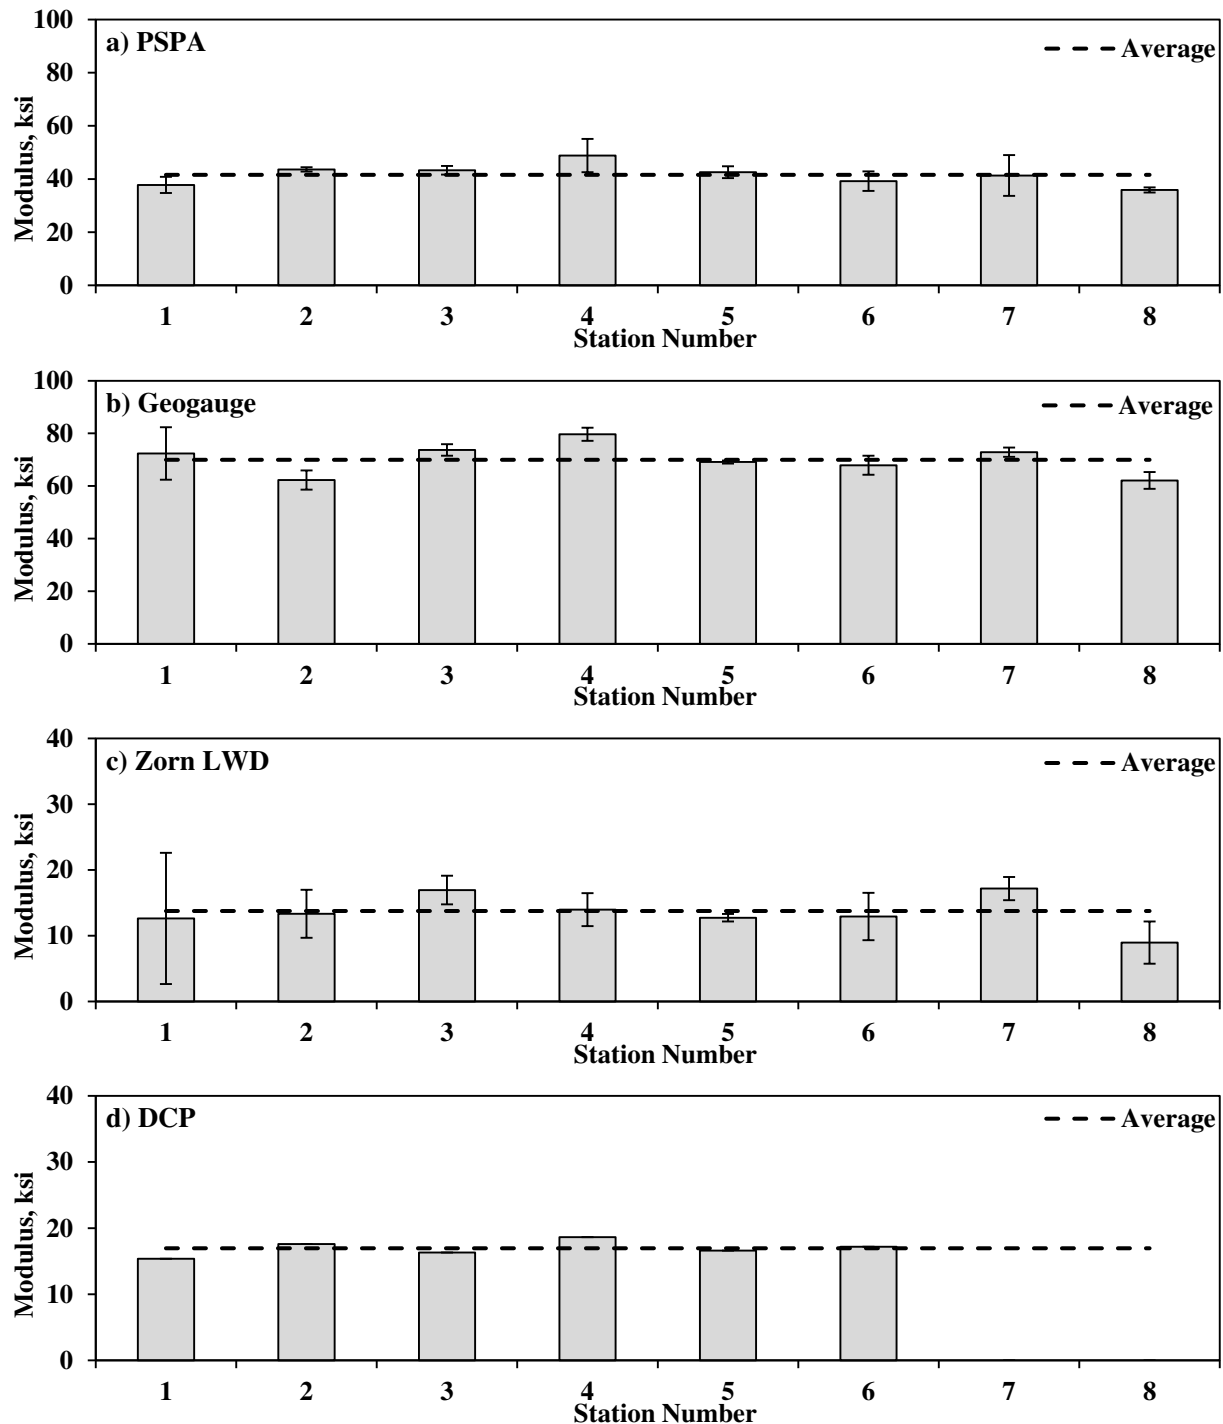 a) PSPA
Average
Modulus, ksi
100
80
60
40
20
0
1 2 3 4 5 6 7 8
Station Number
b) Geogauge
Average
Modulus, ksi
100
80
60
40
20
0
1 2 3 4 5 6 7 8
Station Number
c) Zorn LWD
Average
Modulus, ksi
40
30
20
10
0
1 2 3 4 5 6 7 8
Station Number
d) DCP
Average
Modulus, ksi
40
30
20
10
0
1 2 3 4 5 6 7 8
Station Number